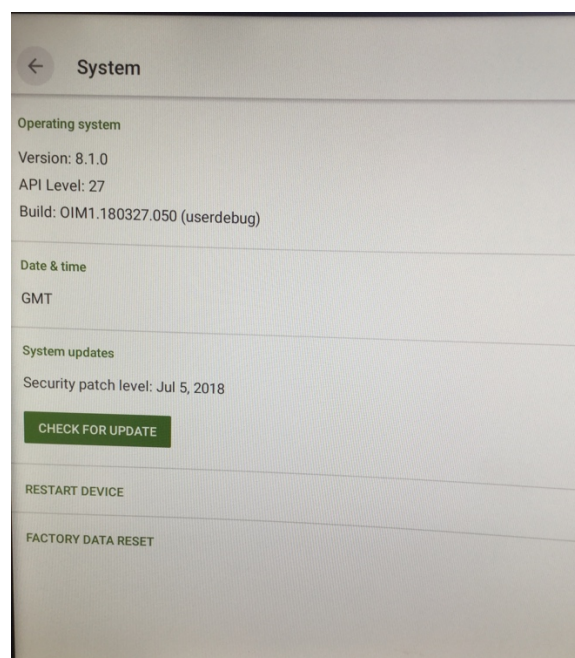 System
Operating system
Version: 8.1.0
API Level: 27
Build: OIM1.180327.050 (userdebug)
Date & time
GMT
System updates
Security patch level: Jul 5, 2018
CHECK FOR UPDATE
RESTART DEVICE
FACTORY DATA RESET